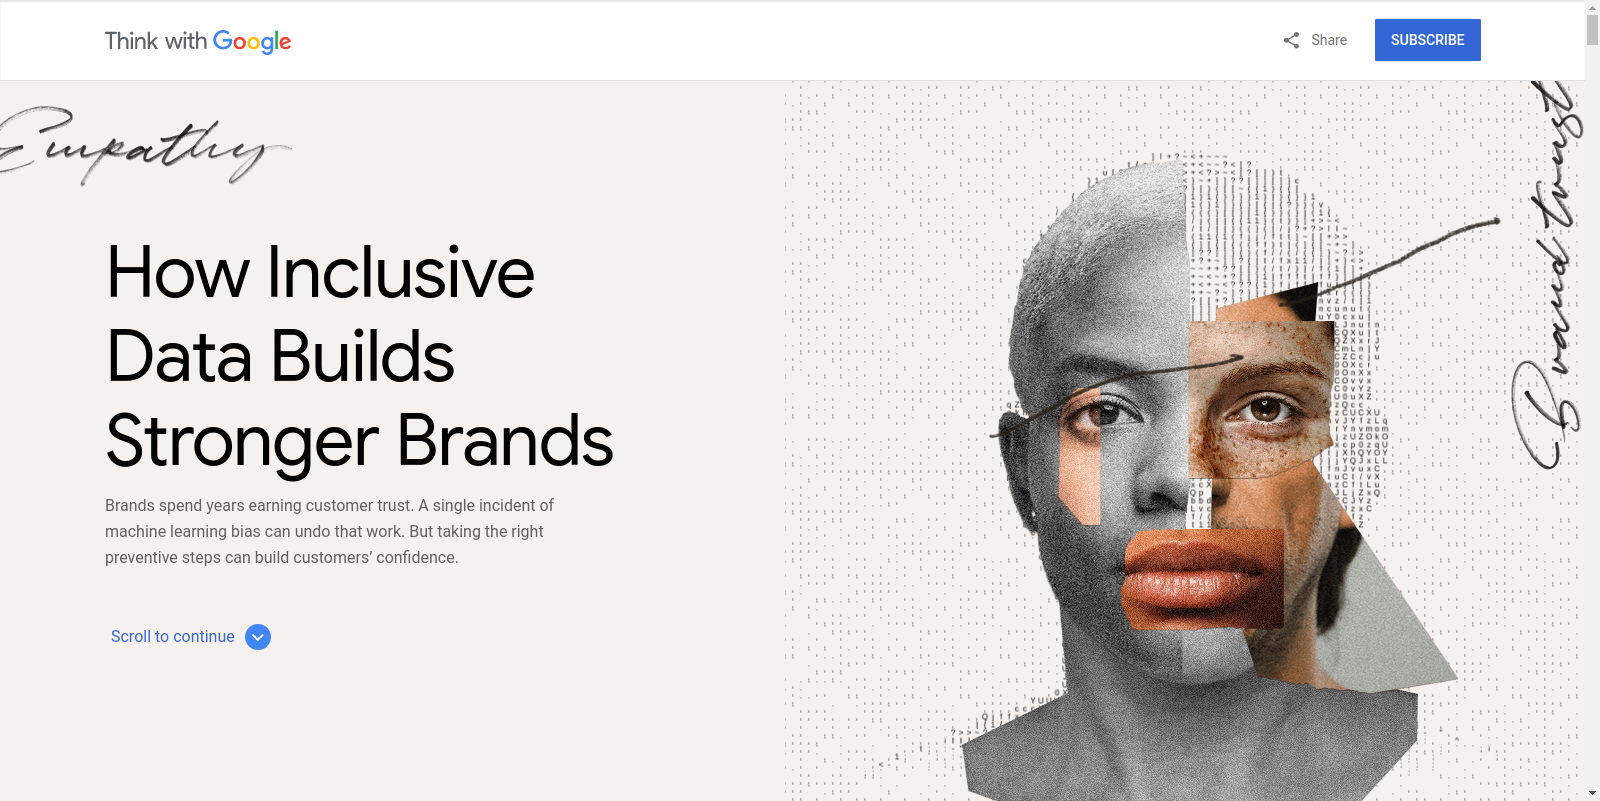 Think with Google
Share
SUBSCRIBE
Empathy
Brand trust
How Inclusive
Data Builds
Stronger Brands
Brands spend years earning customer trust. A single incident of
machine learning bias can undo that work. But taking the right
preventive steps can build customers’ confidence.
Scroll to continue